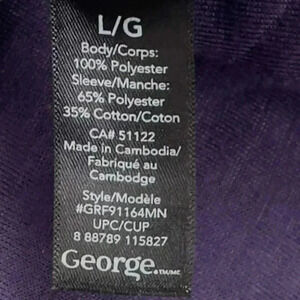 L/G
Body/Corps:
100% Polyester
Sleeve/Manche:
65% Polyester
35% Cotton/Coton
CA# 51122
Made in Cambodia/
Fabriqué au
Cambodge
Style/Modèle
#GRF91164MN
UPC/CUP
8 88789 115827
George